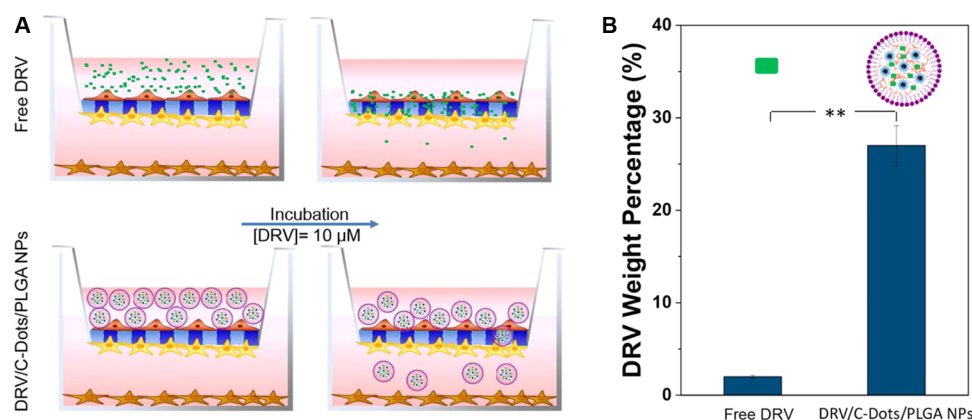 A
Free DRV
Incubation
[DRV]= 10 µM
DRV/C-Dots/PLGA NPs
B
DRV Weight Percentage (%)
40
30
20
10
0
**
Free DRV
DRV/C-Dots/PLGA NPs